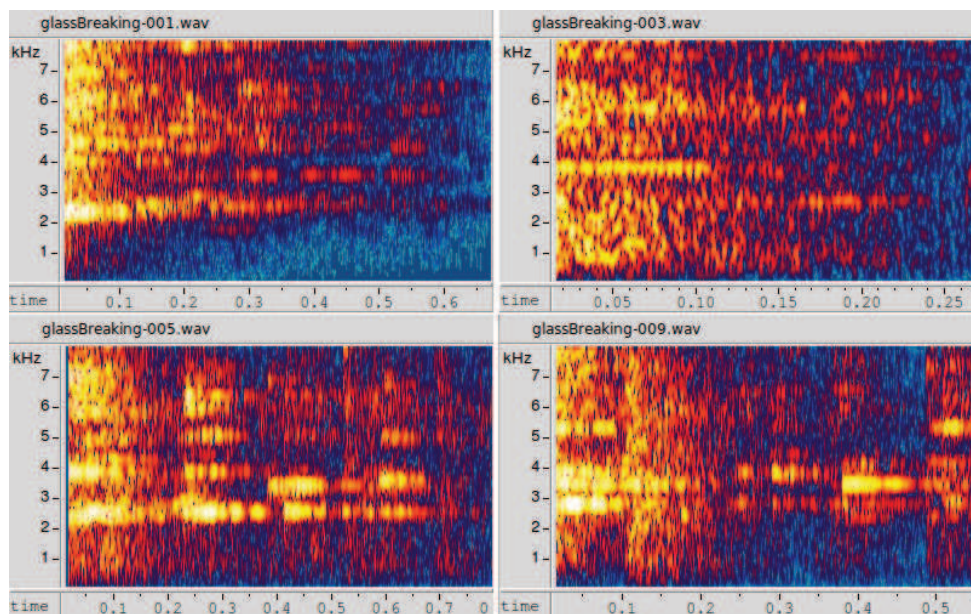 glassBreaking-001.wav
kHz
7
6
5
4
3
2
1
time 0.1 0.2 0.3 0.4 0.5 0.6
glassBreaking-003.wav
kHz
7
6
5
4
3
2
1
time 0.05 0.10 0.15 0.20 0.25
glassBreaking-005.wav
kHz
7
6
5
4
3
2
1
time 0.1 0.2 0.3 0.4 0.5 0.6 0.7 0
glassBreaking-009.wav
kHz
7
6
5
4
3
2
1
time 0.1 0.2 0.3 0.4 0.5